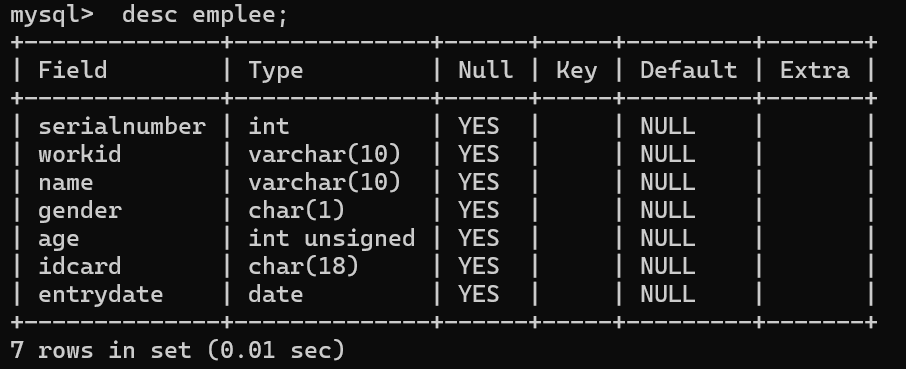 mysql>  desc emplee;
+--------------+--------------+------+-----+---------+-------+
| Field        | Type         | Null | Key | Default | Extra |
+--------------+--------------+------+-----+---------+-------+
| serialnumber | int          | YES  |     | NULL    |       |
| workid       | varchar(10)  | YES  |     | NULL    |       |
| name         | varchar(10)  | YES  |     | NULL    |       |
| gender       | char(1)      | YES  |     | NULL    |       |
| age          | int unsigned | YES  |     | NULL    |       |
| idcard       | char(18)     | YES  |     | NULL    |       |
| entrydate    | date         | YES  |     | NULL    |       |
+--------------+--------------+------+-----+---------+-------+
7 rows in set (0.01 sec)